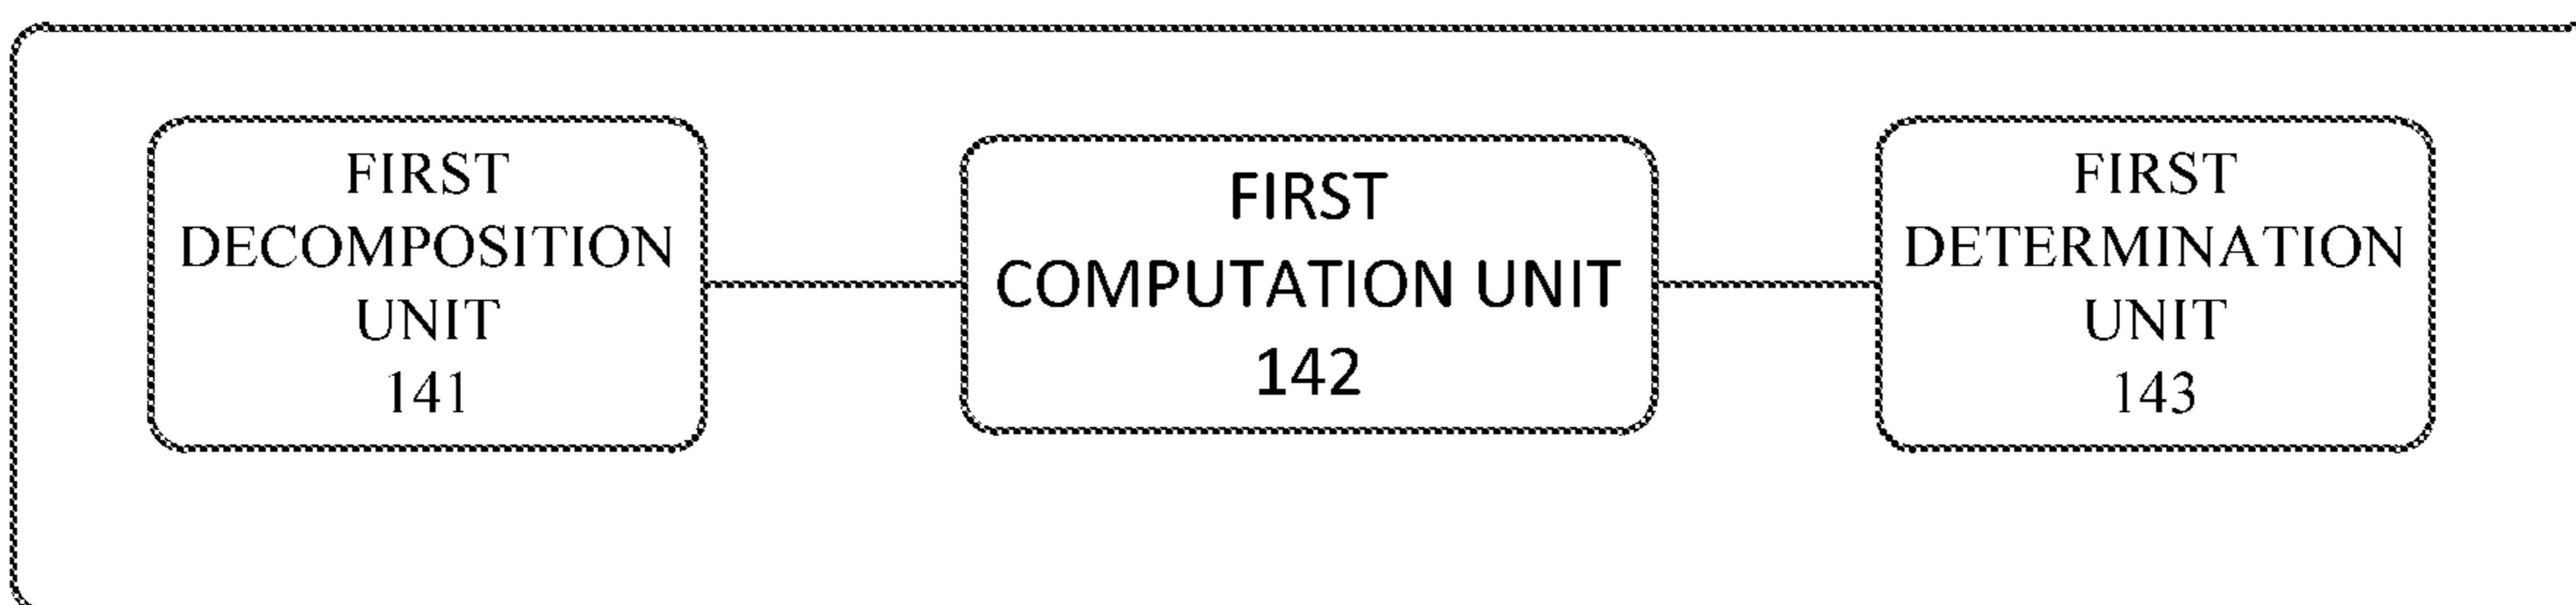 FIRST
DECOMPOSITION
UNIT
141
FIRST
COMPUTATION UNIT
142
FIRST
DETERMINATION
UNIT
143